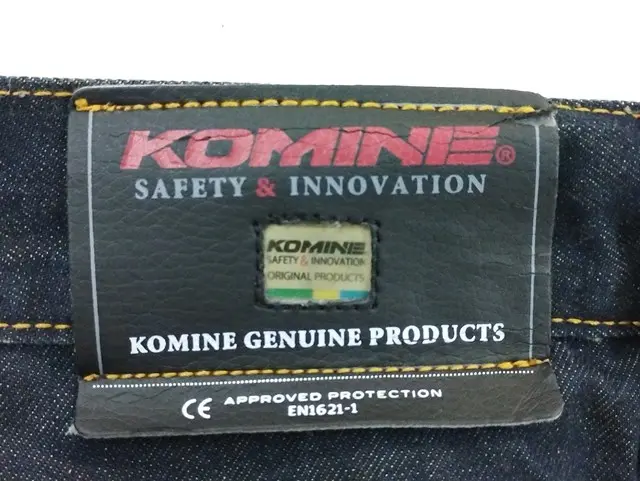 KOMINE®
SAFETY & INNOVATION
KOMINE
SAFETY & INNOVATION
ORIGINAL PRODUCTS
KOMINE GENUINE PRODUCTS
CE APPROVED PROTECTION
EN1621-1